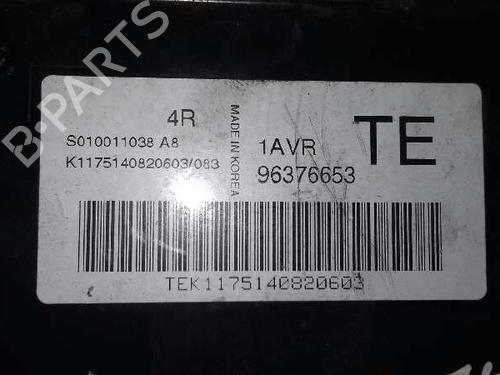 B-PARTS
4R
S010011038 A8
K1175140820603/083
MADE IN KOREA
1AVR
96376653
TE
TEK1175140820603